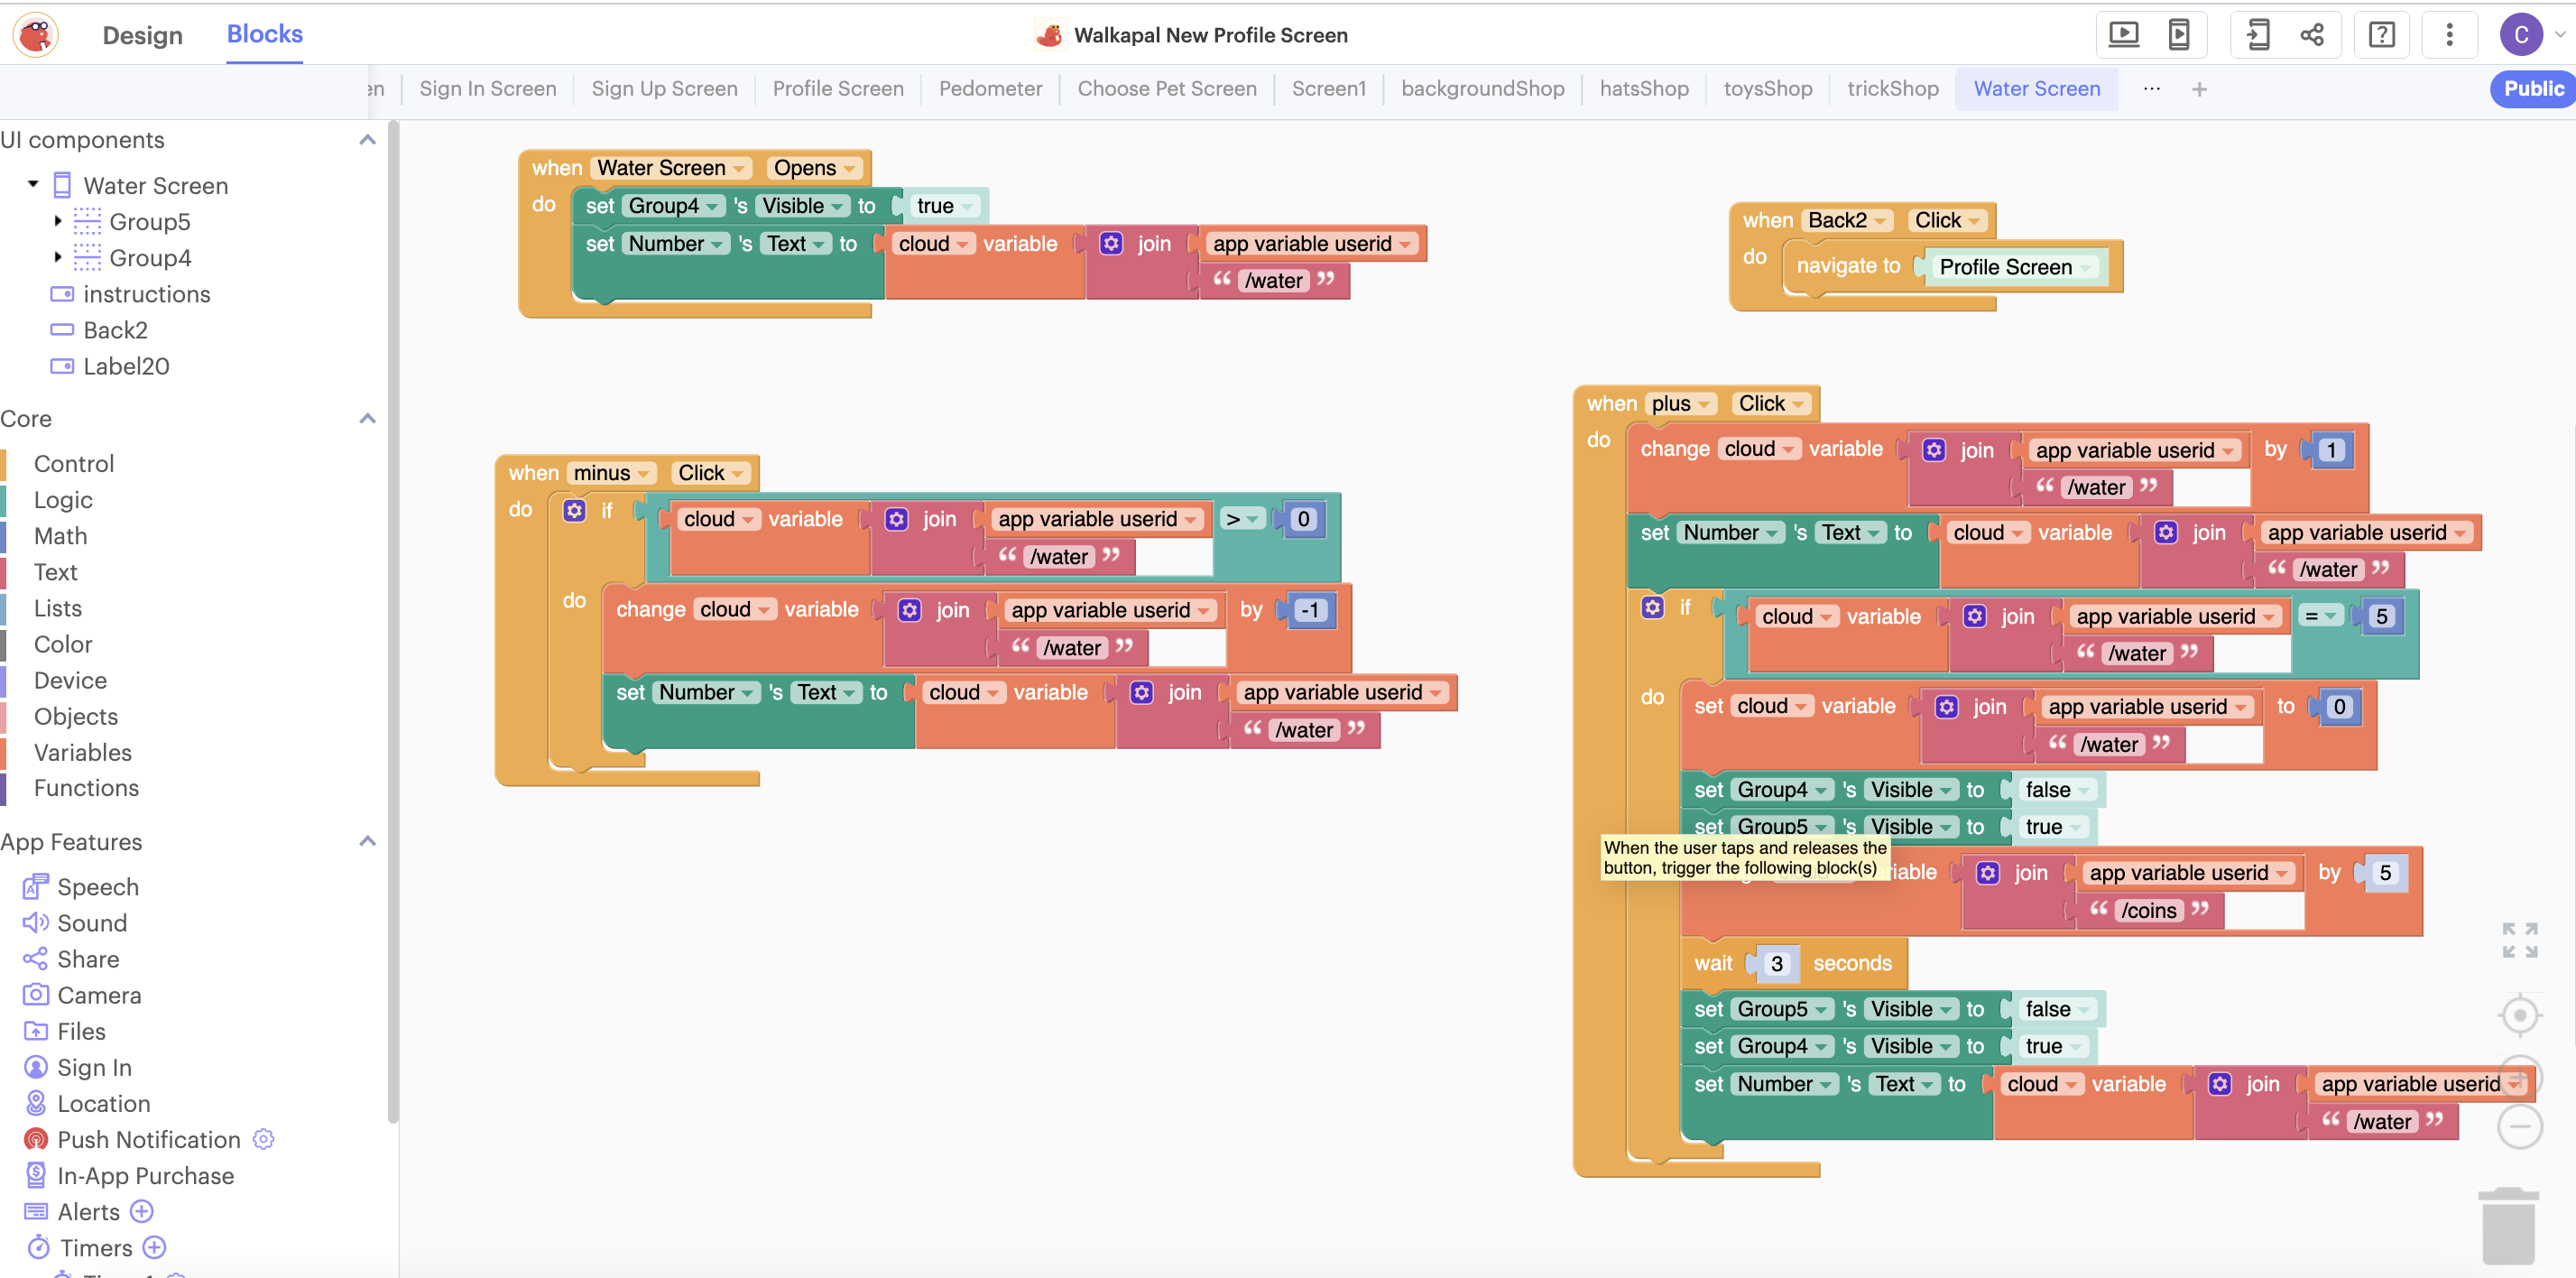 Design
Blocks
Walkapal New Profile Screen
C
en
Sign In Screen
Sign Up Screen
Profile Screen
Pedometer
Choose Pet Screen
Screen1
backgroundShop
hatsShop
toysShop
trickShop
Water Screen
...
+
Public
UI components
Water Screen
Group5
Group4
instructions
Back2
Label20
Core
Control
Logic
Math
Text
Lists
Color
Device
Objects
Variables
Functions
App Features
Speech
Sound
Share
Camera
Files
Sign In
Location
Push Notification
In-App Purchase
Alerts
Timers
when Water Screen Opens
do set Group4 's Visible to true
set Number 's Text to cloud variable join app variable userid
“ /water ”
when Back2 Click
do navigate to Profile Screen
when minus Click
do if cloud variable join app variable userid > 0
“ /water ”
do change cloud variable join app variable userid by -1
“ /water ”
set Number 's Text to cloud variable join app variable userid
“ /water ”
when plus Click
do change cloud variable join app variable userid by 1
“ /water ”
set Number 's Text to cloud variable join app variable userid
“ /water ”
if cloud variable join app variable userid = 5
“ /water ”
do set cloud variable join app variable userid to 0
“ /water ”
set Group4 's Visible to false
set Group5 's Visible to true
When the user taps and releases the
button, trigger the following block(s)
riable join app variable userid by 5
“ /coins ”
wait 3 seconds
set Group5 's Visible to false
set Group4 's Visible to true
set Number 's Text to cloud variable join app variable userid
“ /water ”